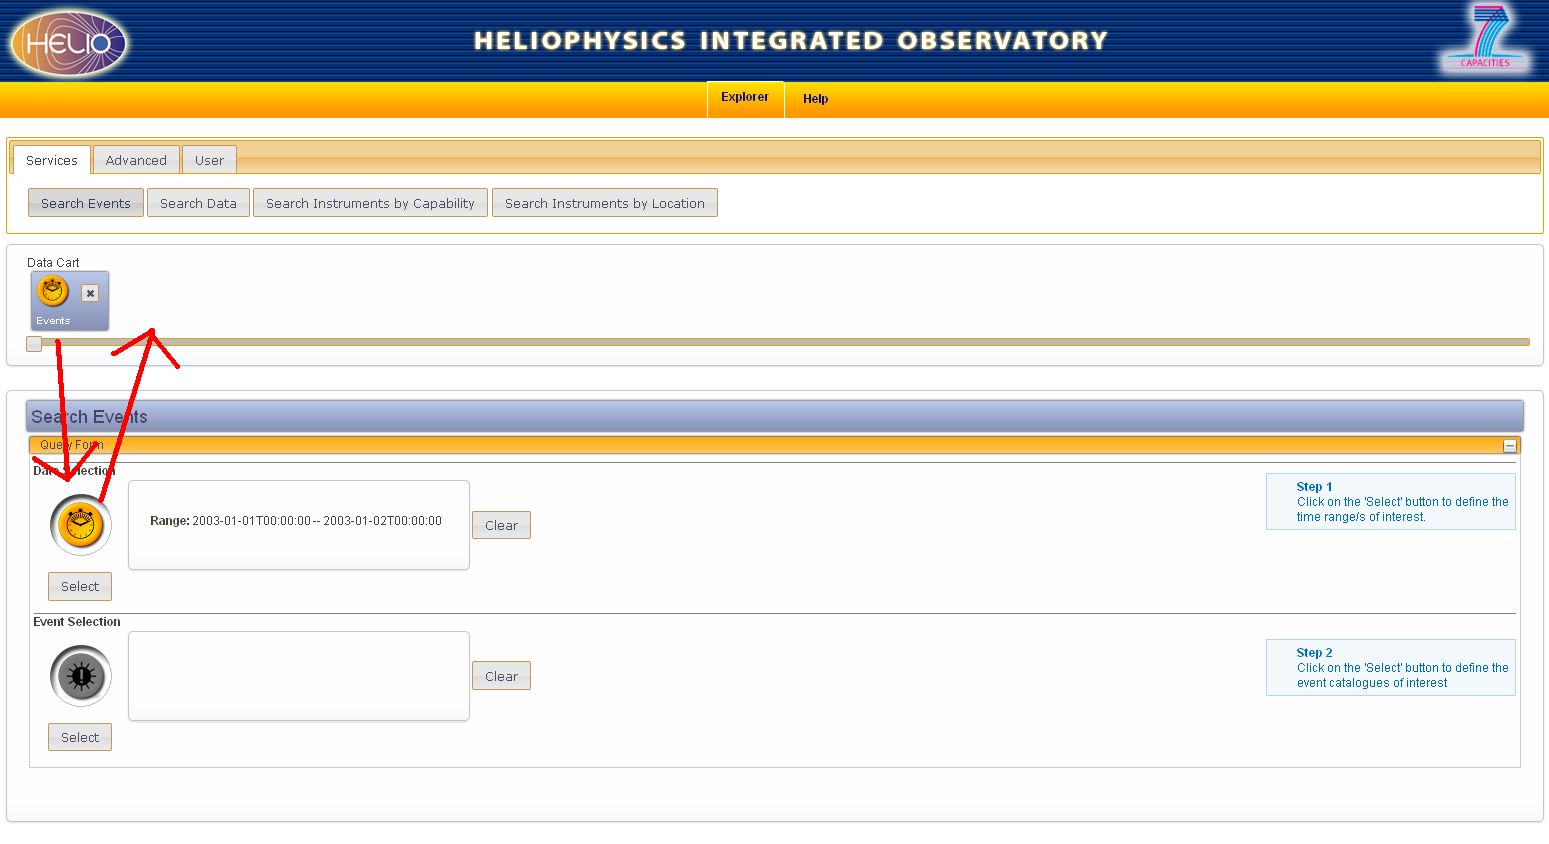 HELIO
HELIOPHYSICS INTEGRATED OBSERVATORY
7
CAPACITIES
Explorer
Help
Services
Advanced
User
Search Events
Search Data
Search Instruments by Capability
Search Instruments by Location
Data Cart
Events
Search Events
Query Form
Date Selection
Range: 2003-01-01T00:00:00-- 2003-01-02T00:00:00
Clear
Select
Step 1
Click on the 'Select' button to define the
time range/s of interest.
Event Selection
Clear
Select
Step 2
Click on the 'Select' button to define the
event catalogues of interest